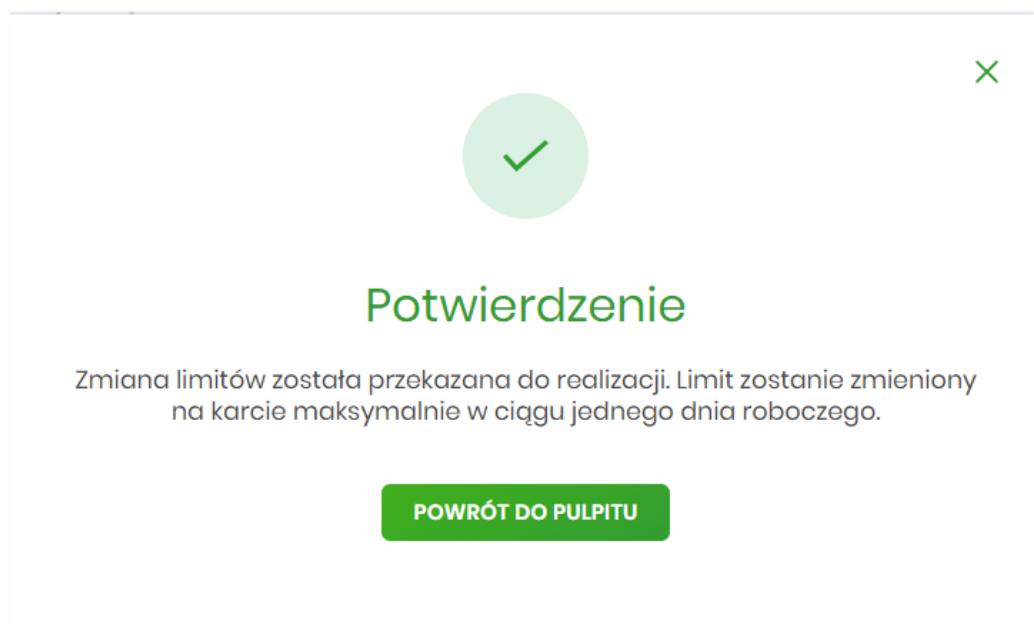 Potwierdzenie
Zmiana limitów została przekazana do realizacji. Limit zostanie zmieniony
na karcie maksymalnie w ciągu jednego dnia roboczego.
POWRÓT DO PULPITU